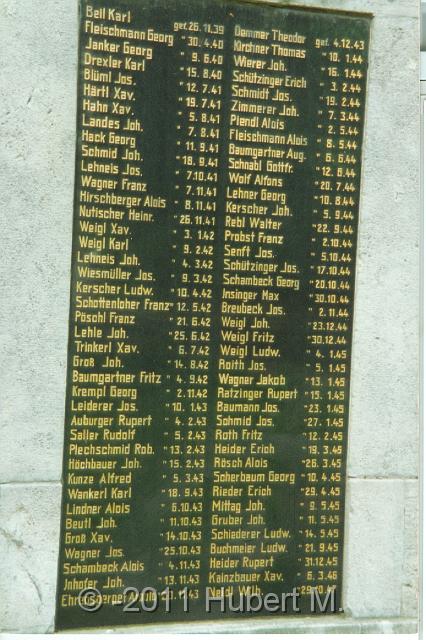 Beil Karl gef. 26.11.39
Fleischmann Georg " 30. 4.40
Janker Georg " 9. 6.40
Drexler Karl " 15. 8.40
Blüml Jos. " 12. 7.41
Härtl Xav. " 19. 7.41
Hahn Xav. " 5. 8.41
Landes Joh. " 7. 8.41
Hack Georg " 11. 9.41
Schmid Joh. " 18. 9.41
Lehneis Jos. " 7.10.41
Wagner Franz " 7.11.41
Hirschberger Alois " 8.11.41
Nutischer Heinr. " 26.11.41
Weigl Xav. " 3. 1.42
Weigl Karl " 9. 2.42
Lehneis Joh. " 4. 3.42
Wiesmüller Jos. " 9. 3.42
Kerscher Ludw. " 10. 4.42
Schottenloher Franz " 12. 5.42
Pöschl Franz " 21. 6.42
Lehle Joh. " 25. 6.42
Trinkerl Xav. " 6. 7.42
Groß Joh. " 14. 8.42
Baumgartner Fritz " 4. 9.42
Krempl Georg " 2.11.42
Leiderer Jos. " 10. 1.43
Auburger Rupert " 4. 2.43
Saller Rudolf " 5. 2.43
Plechschmid Rob. " 13. 2.43
Höchbauer Joh. " 15. 2.43
Kunze Alfred " 5. 3.43
Wankerl Karl " 18. 9.43
Lindner Alois " 6.10.43
Beutl Joh. " 11.10.43
Groß Xav. " 14.10.43
Wagner Jos. " 25.10.43
Schambeck Alois " 4.11.43
Jnhofer Joh. " 13.11.43
Dammer Theodor gef. 4.12.43
Kirchner Thomas " 10. 1.44
Wierer Joh. " 16. 1.44
Schützinger Erich " 3. 2.44
Schmidt Jos. " 19. 2.44
Zimmerer Joh. " 7. 3.44
Plendl Alois " 2. 5.44
Fleischmann Alois " 8. 5.44
Baumgartner Aug. " 6. 6.44
Schnabl Gottfr. " 12. 6.44
Wolf Alfons " 20. 7.44
Lehner Georg " 10. 8.44
Kerscher Joh. " 5. 9.44
Rebl Walter " 22. 9.44
Probst Franz " 2.10.44
Senft Jos. " 5.10.44
Schützinger Jos. " 17.10.44
Schambeck Georg " 20.10.44
Jnsinger Max " 30.10.44
Breubeck Jos. " 2.11.44
Weigl Joh. " 23.12.44
Weigl Fritz " 30.12.44
Weigl Ludw. " 4. 1.45
Roith Jos. " 5. 1.45
Wagner Jakob " 13. 1.45
Ratzinger Rupert " 15. 1.45
Baumann Jos. " 23. 1.45
Schmid Jos. " 27. 1.45
Roth Fritz " 12. 2.45
Heider Erich " 19. 3.45
Rösch Alois " 26. 3.45
Scherbaum Georg " 10. 4.45
Rieder Erich " 29. 4.45
Mittag Joh. " 9. 5.45
Gruber Joh. " 11. 5.45
Schiederer Ludw. " 14. 5.45
Buchmeier Ludw. " 21. 9.45
Heider Rupert " 31.12.45
Kainzbauer Xav. " 6. 3.46
Neidl Wilh. " 29.10.47
© - 2011 Hubert M.